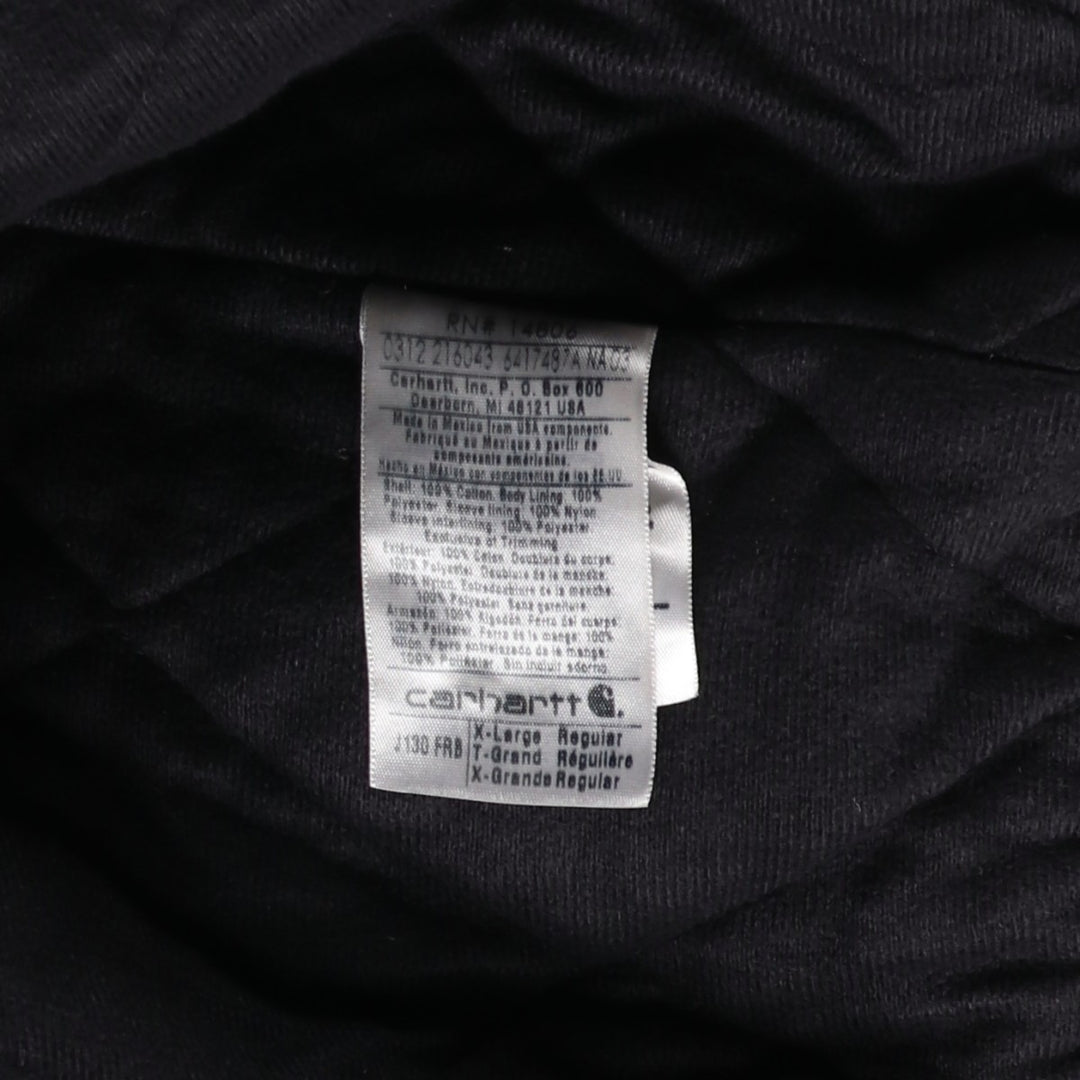 RN# 14806
0312 216043 6417487A NA 03
Carhartt, Inc. P. O. Box 600
Dearborn, MI 48121 USA
Made in Mexico from USA components.
Fabriqué au Mexique à partir de
composants américains.
Hecho en México con componentes de los EE.UU
Shell: 100% Cotton. Body Lining: 100%
Polyester. Sleeve lining: 100% Nylon
Sleeve interlining: 100% Polyester
Exclusive of Trimming
Extérieur: 100% Coton. Doublure du corps:
100% Polyester. Doublure de la manche:
100% Nylon. Entredoublure de la manche:
100% Polyester Sans garniture
Armazón: 100% Algodón. Forro del cuerpo
100% Poliéster. Forro de la manga: 100%
Nilón. Forro entrelazado de la manga
100% Poliéster. Sin incluir adorno
carhartt
J130 FRB
X-Large Regular
T-Grand Régulière
X-Grande Regular